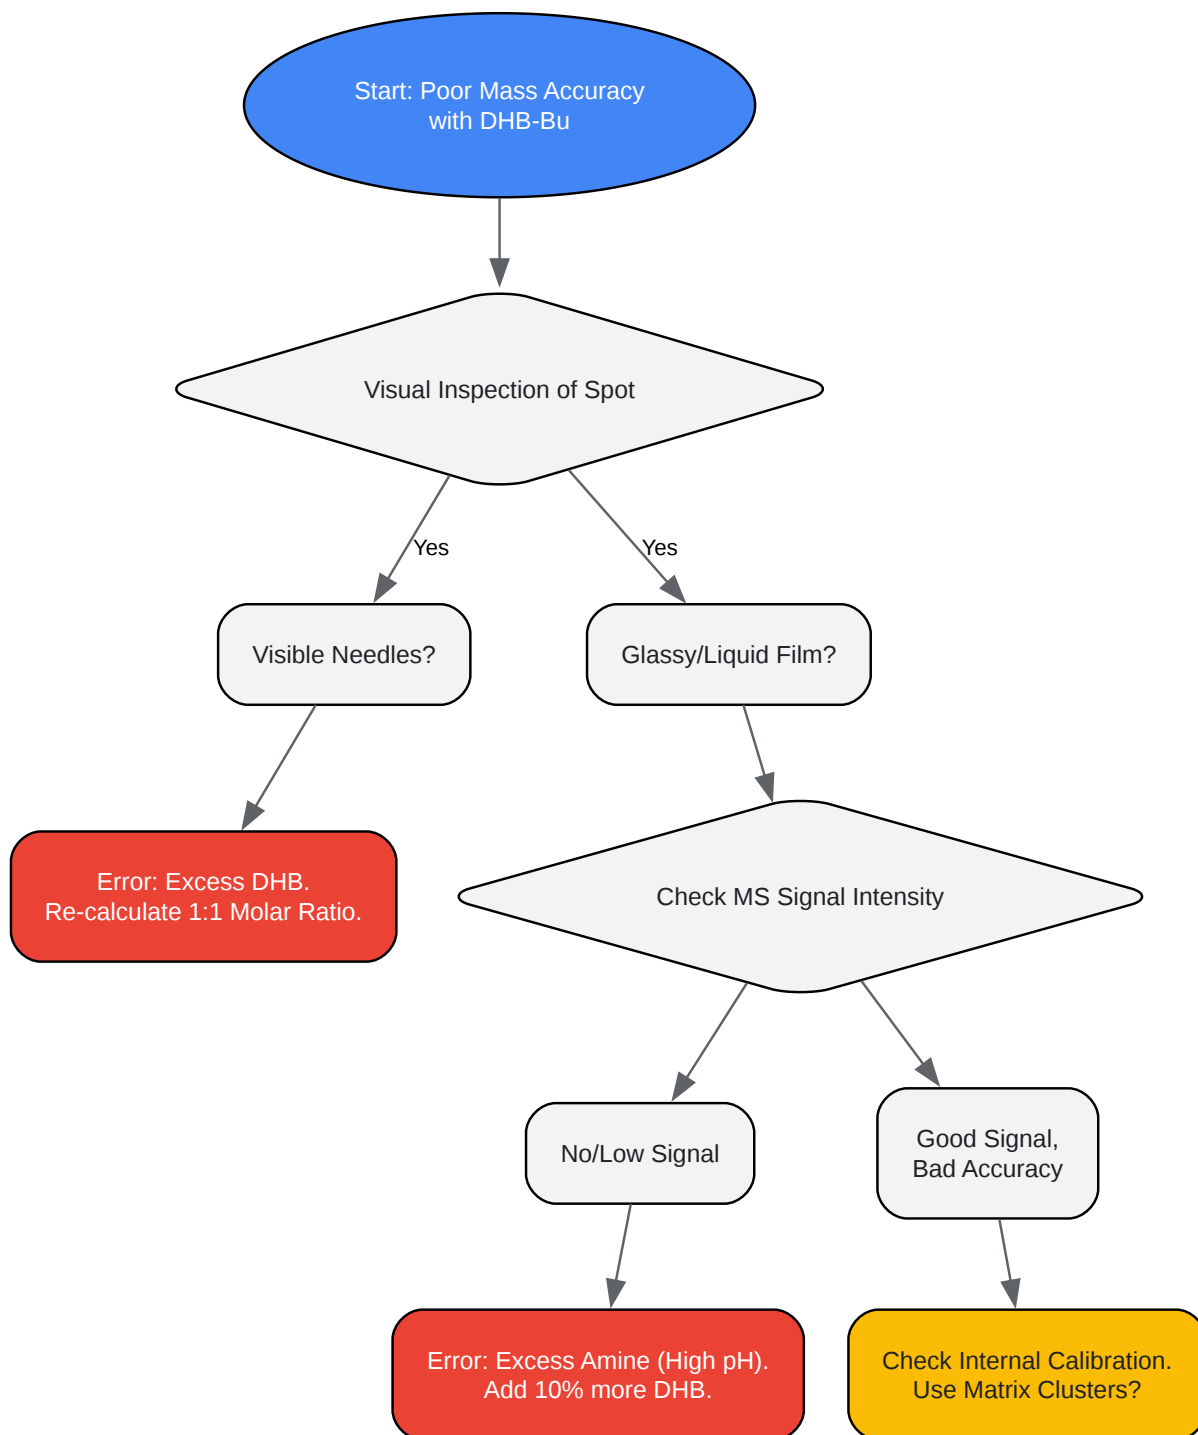 Start: Poor Mass Accuracy
with DHB-Bu
Visual Inspection of Spot
Yes
Yes
Visible Needles?
Glassy/Liquid Film?
Error: Excess DHB.
Re-calculate 1:1 Molar Ratio.
Check MS Signal Intensity
No/Low Signal
Good Signal,
Bad Accuracy
Error: Excess Amine (High pH).
Add 10% more DHB.
Check Internal Calibration.
Use Matrix Clusters?